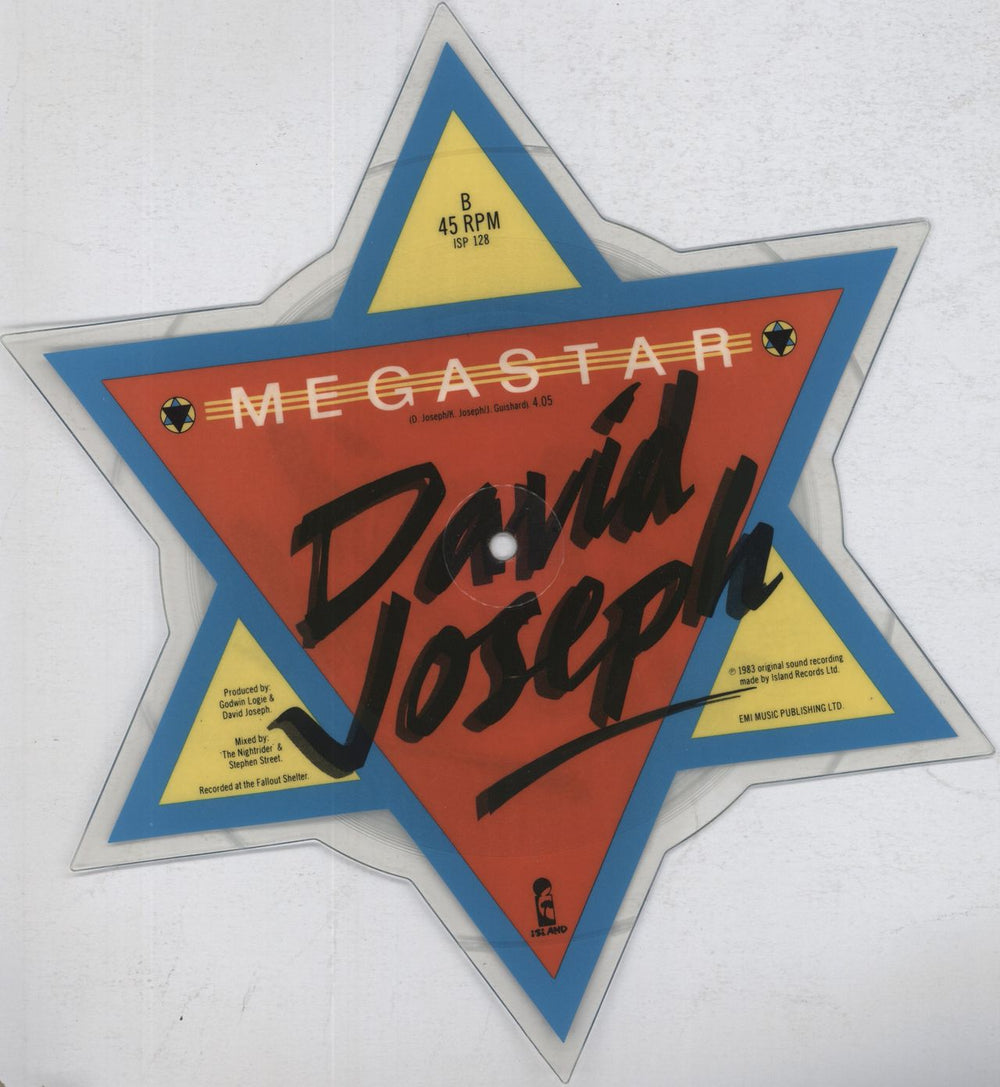 B
45 RPM
ISP 128
MEGASTAR
(D. Joseph/K. Joseph/J. Guishard) 4.05
David
Joseph
Produced by:
Godwin Logie &
David Joseph.
Mixed by:
'The Nightrider' &
Stephen Street.
Recorded at the Fallout Shelter.
℗ 1983 original sound recording
made by Island Records Ltd.
EMI MUSIC PUBLISHING LTD.
ISLAND